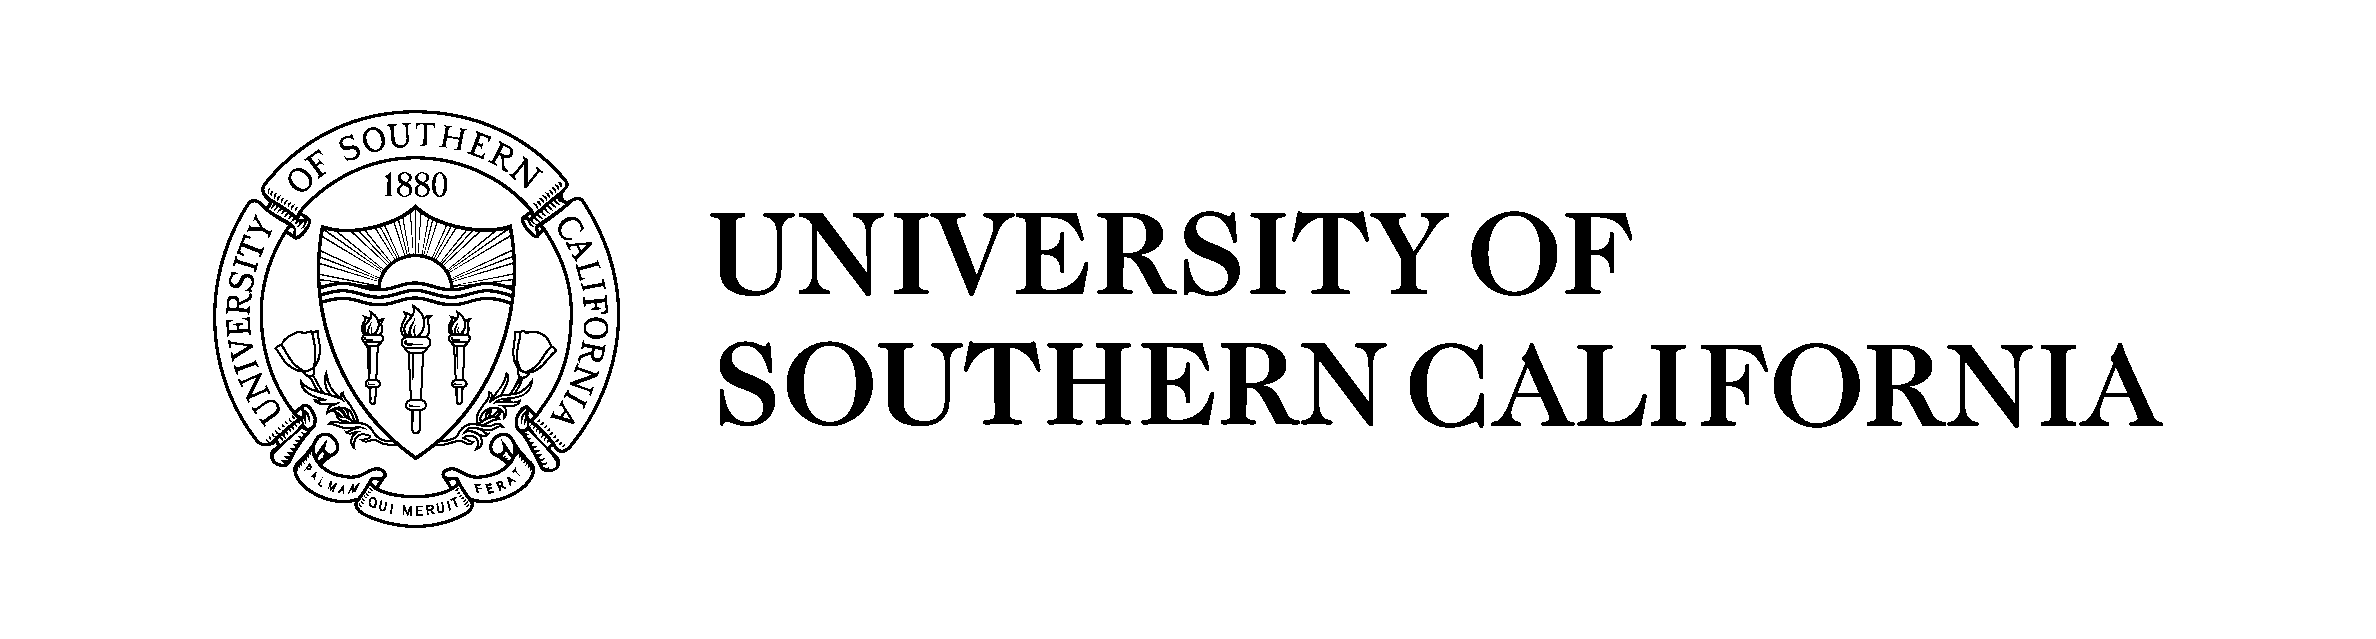 UNIVERSITY OF SOUTHERN CALIFORNIA
1880
PALMAM QUI MERUIT FERAT
UNIVERSITY OF
SOUTHERN CALIFORNIA